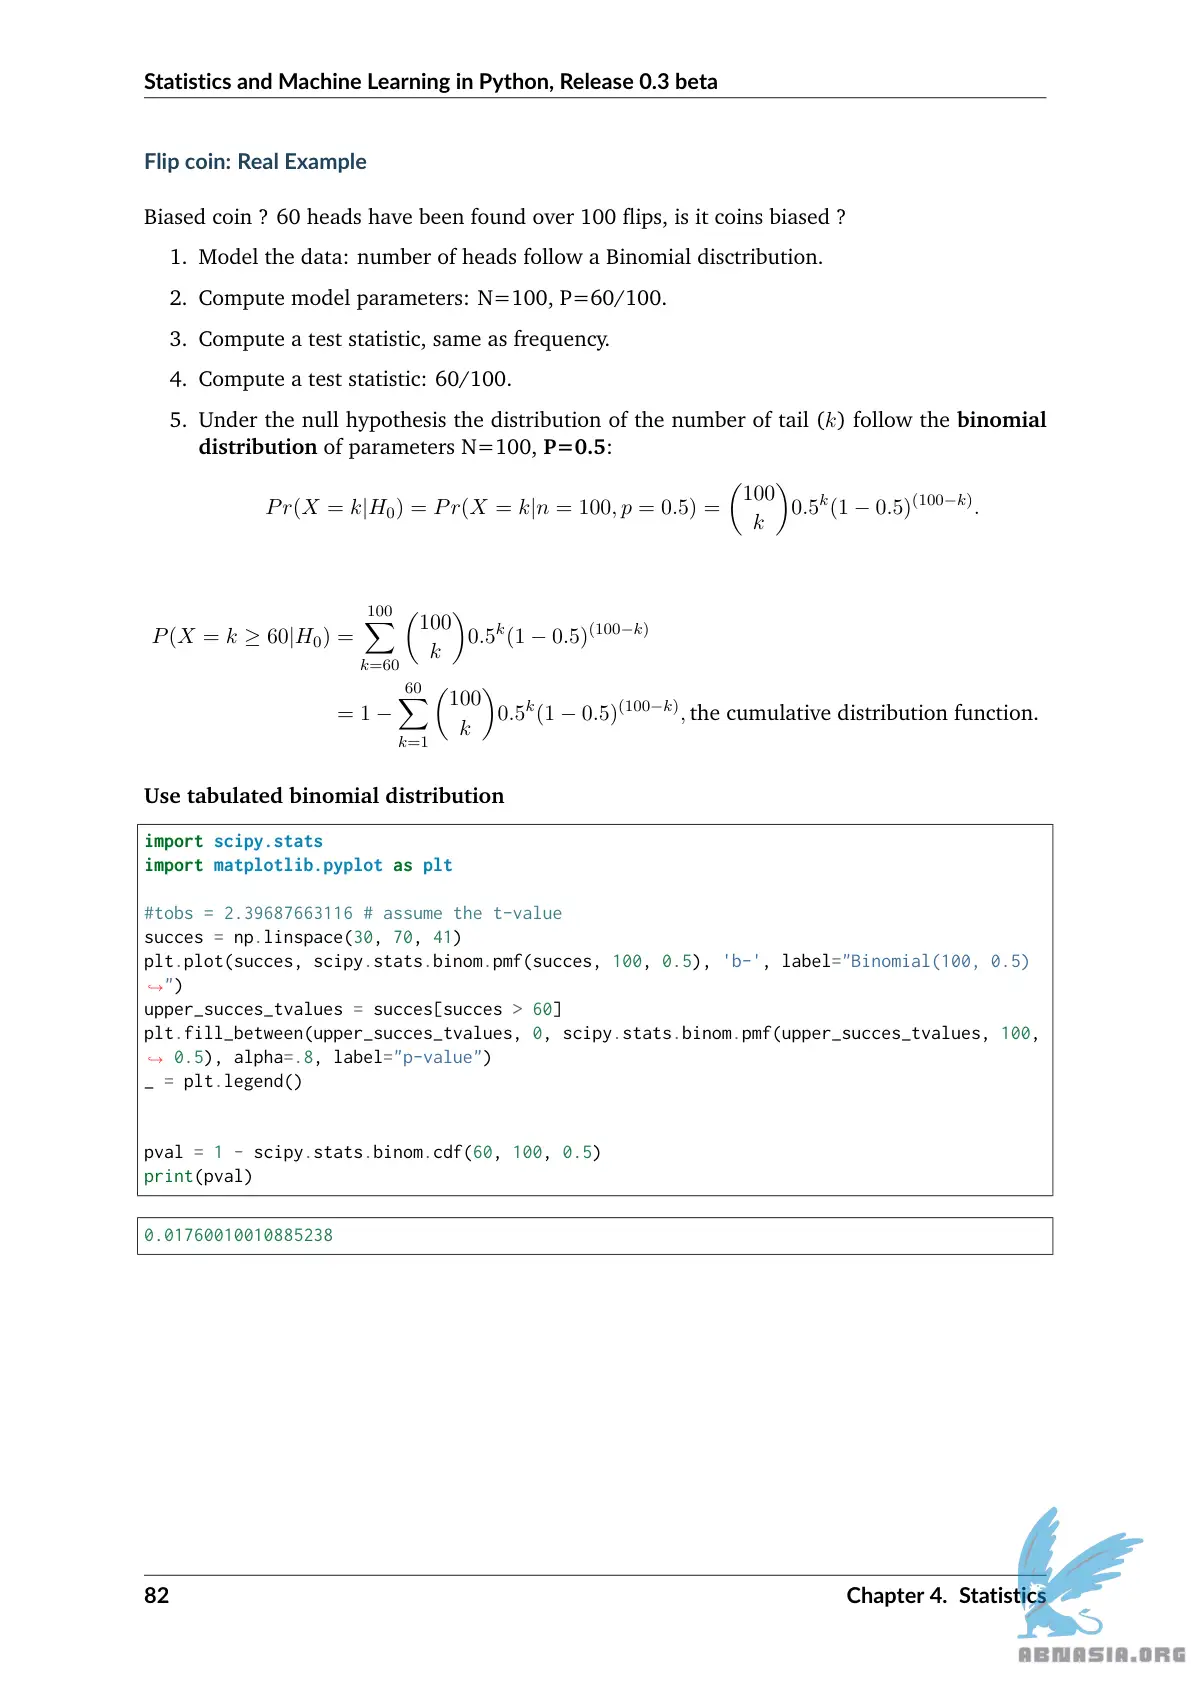 Statistics and Machine Learning in Python, Release 0.3 beta
Flip coin: Real Example
Biased coin ? 60 heads have been found over 100 flips, is it coins biased ?
1. Model the data: number of heads follow a Binomial disctribution.
2. Compute model parameters: N=100, P=60/100.
3. Compute a test statistic, same as frequency.
4. Compute a test statistic: 60/100.
5. Under the null hypothesis the distribution of the number of tail (k) follow the binomial
distribution of parameters N=100, P=0.5:
Pr(X = k|H₀) = Pr(X = k|n = 100, p = 0.5) = (100 k) 0.5^k(1 − 0.5)^(100−k).
P(X = k ≥ 60|H₀) = ∑_{k=60}^{100} (100 k) 0.5^k(1 − 0.5)^(100−k)
= 1 − ∑_{k=1}^{60} (100 k) 0.5^k(1 − 0.5)^(100−k), the cumulative distribution function.
Use tabulated binomial distribution
import scipy.stats
import matplotlib.pyplot as plt
#tobs = 2.39687663116 # assume the t-value
succes = np.linspace(30, 70, 41)
plt.plot(succes, scipy.stats.binom.pmf(succes, 100, 0.5), 'b-', label="Binomial(100, 0.5)
↪")
upper_succes_tvalues = succes[succes > 60]
plt.fill_between(upper_succes_tvalues, 0, scipy.stats.binom.pmf(upper_succes_tvalues, 100,
↪ 0.5), alpha=.8, label="p-value")
_ = plt.legend()
pval = 1 - scipy.stats.binom.cdf(60, 100, 0.5)
print(pval)
0.01760010010885238
82 Chapter 4. Statistics
ABNASIA.ORG